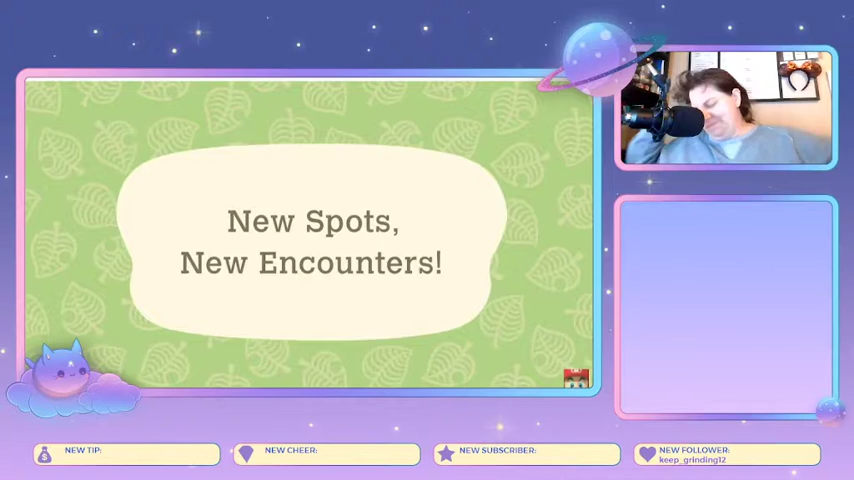 New Spots,
New Encounters!
NEW TIP:
NEW CHEER:
NEW SUBSCRIBER:
NEW FOLLOWER:
keep_grinding12